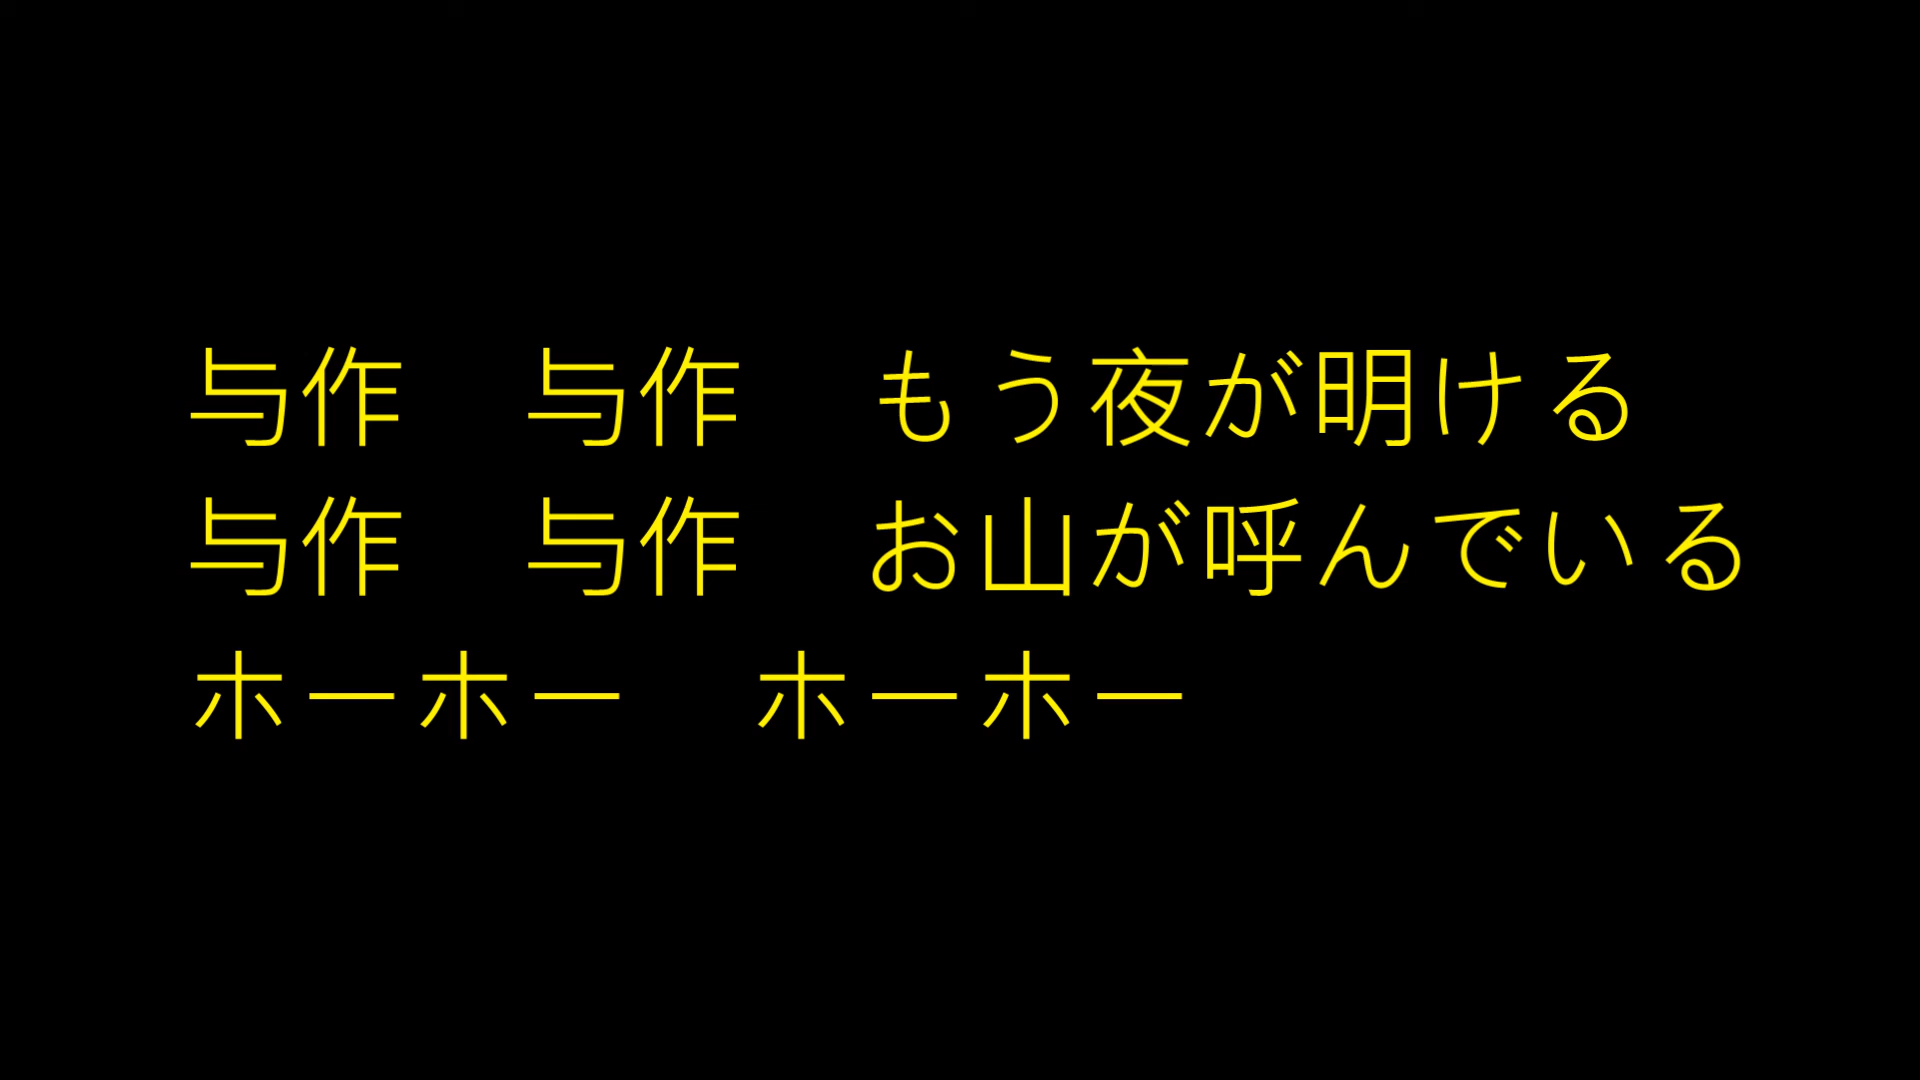 与作　与作　もう夜が明ける
与作　与作　お山が呼んでいる
ホーホー　ホーホー